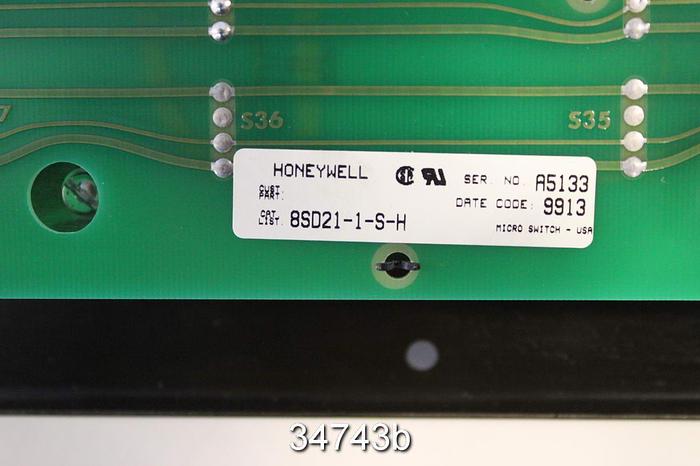 7
S36
S35
HONEYWELL
SER. NO. A5133
CUST.
PART:
DATE CODE: 9913
CAT.
LIST. 8SD21-1-S-H
MICRO SWITCH - USA
34743b